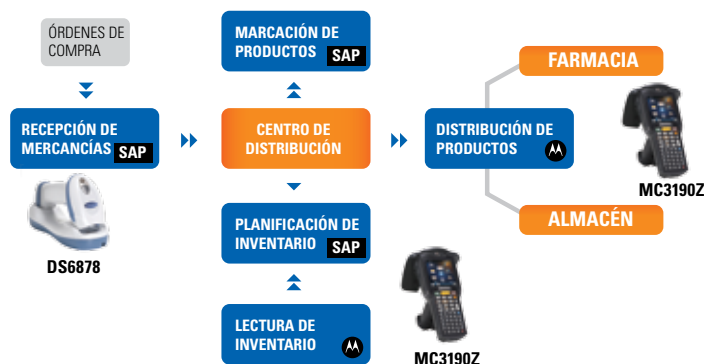 ÓRDENES DE
COMPRA
RECEPCIÓN DE
MERCANCÍAS SAP
DS6878
MARCACIÓN DE
PRODUCTOS SAP
CENTRO DE
DISTRIBUCIÓN
PLANIFICACIÓN DE
INVENTARIO SAP
LECTURA DE
INVENTARIO
MC3190Z
DISTRIBUCIÓN DE
PRODUCTOS
FARMACIA
MC3190Z
ALMACÉN